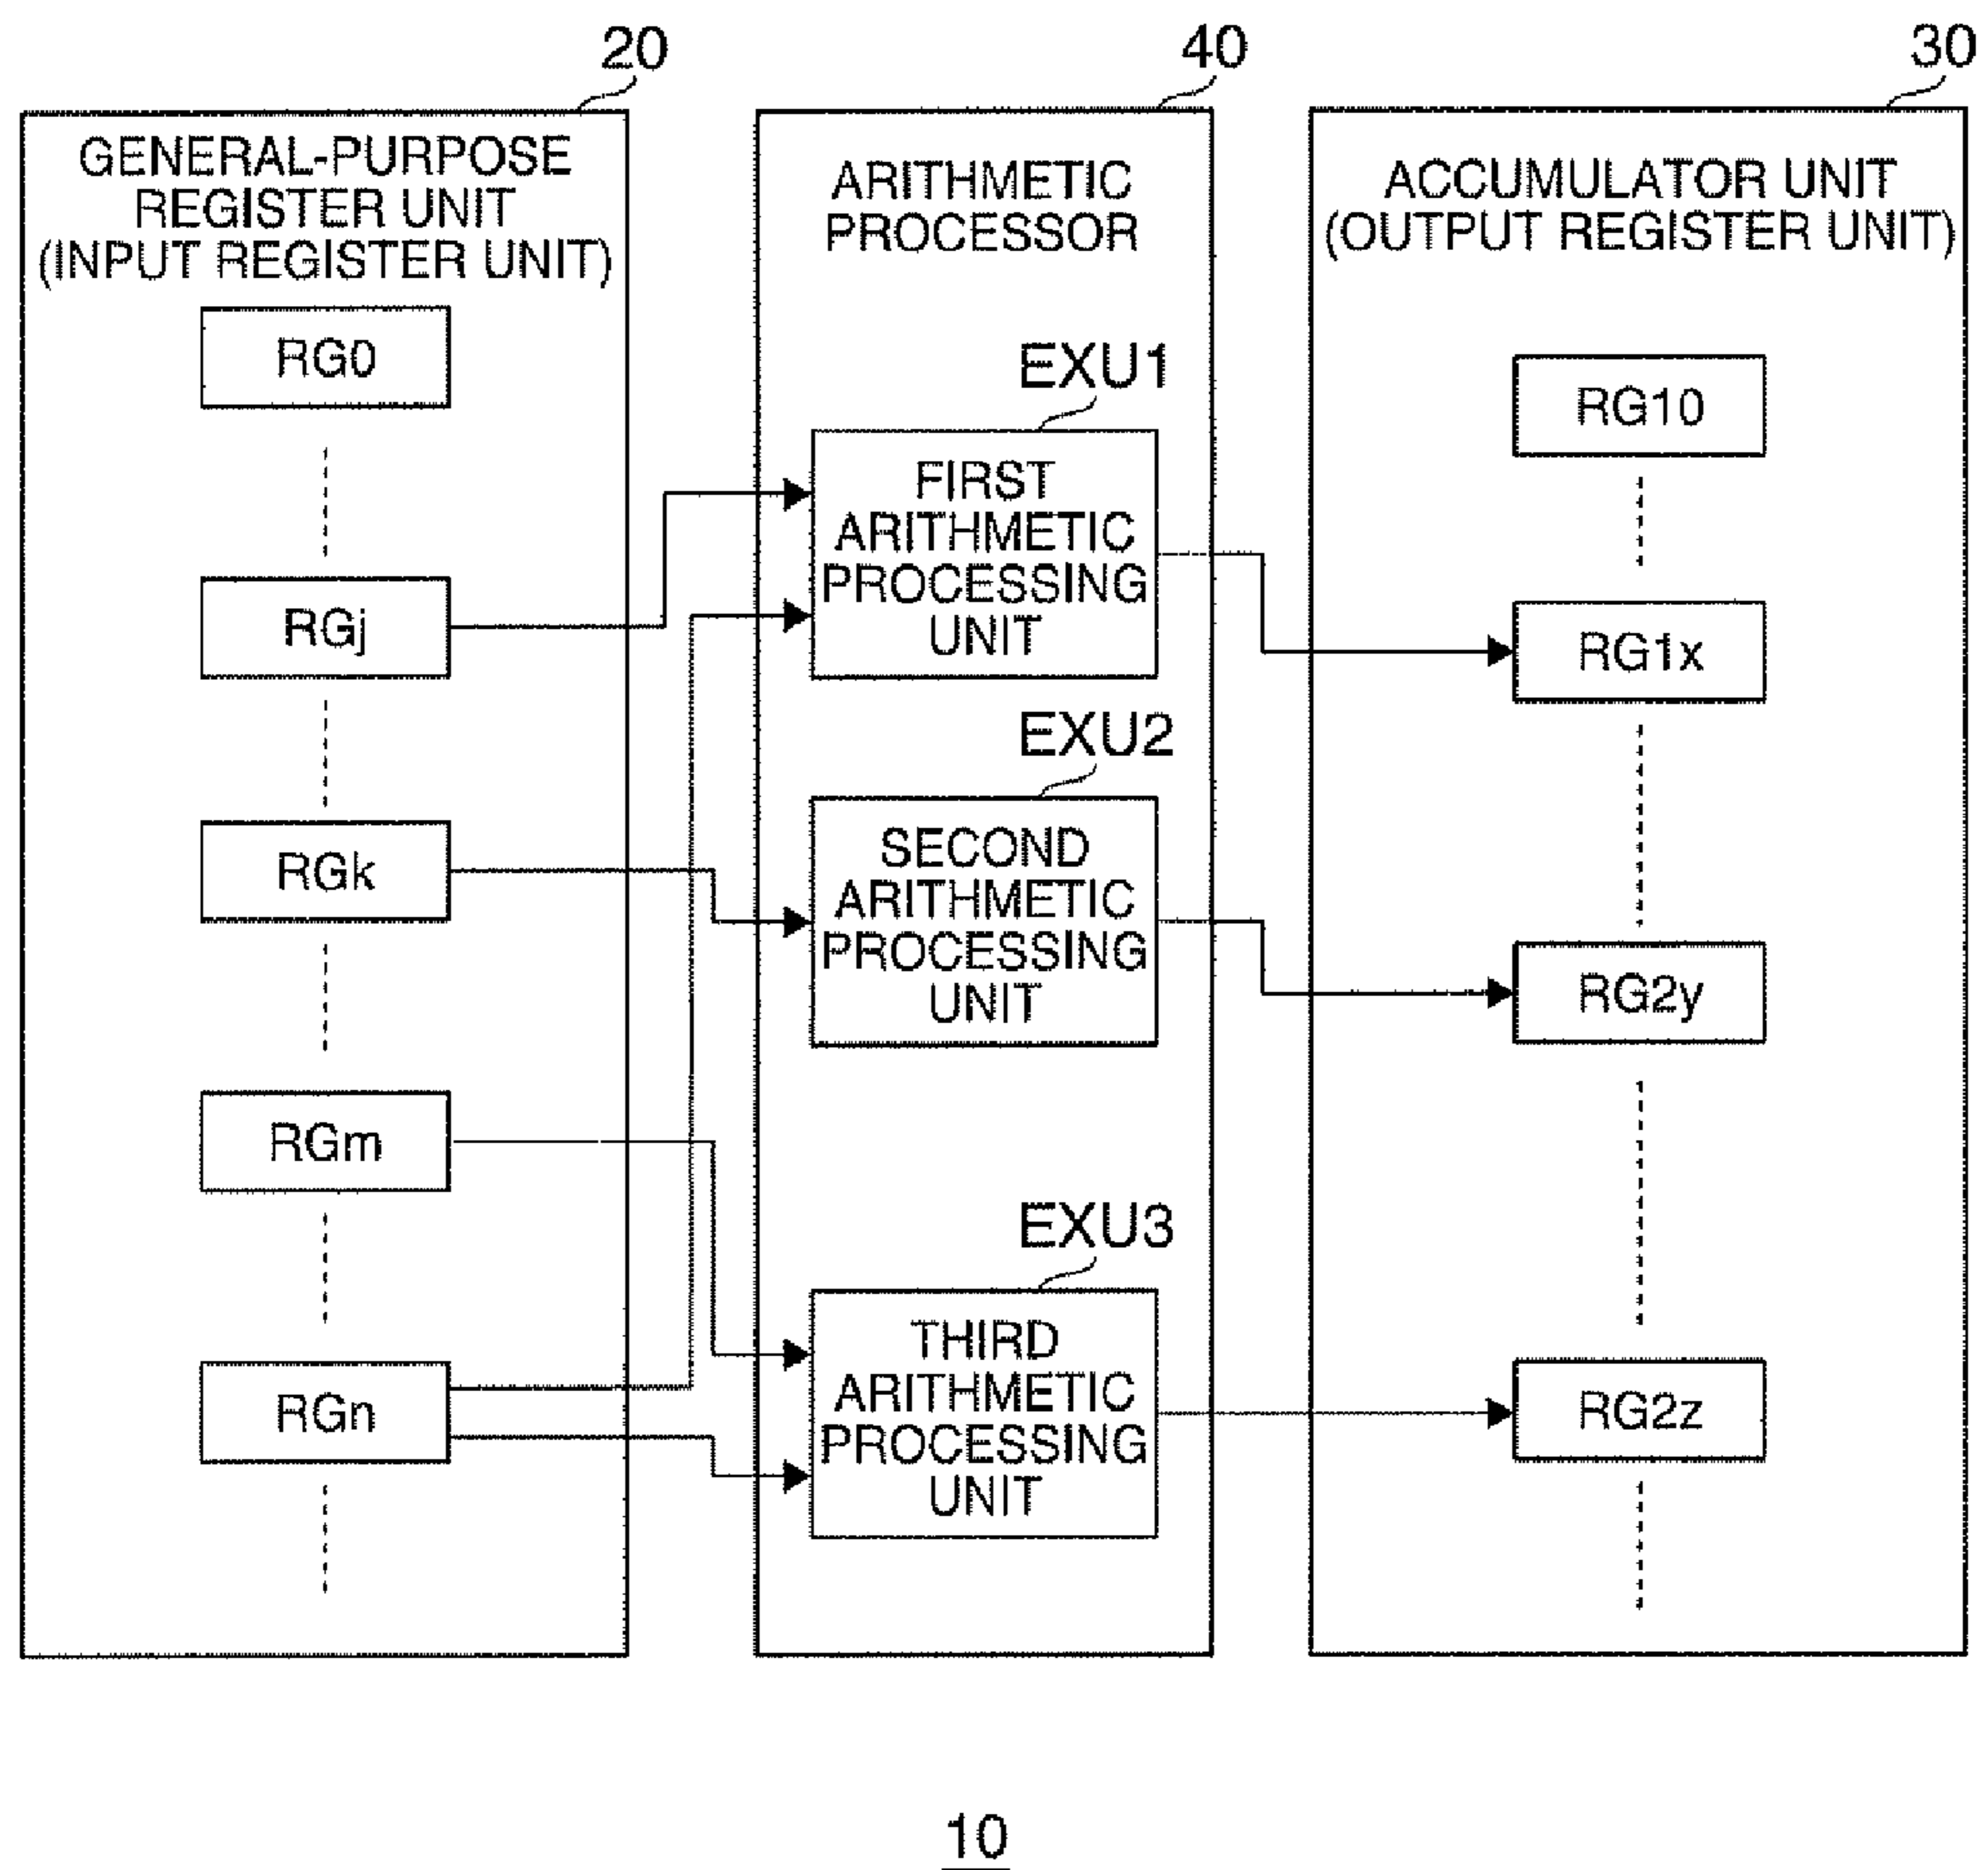 20
GENERAL-PURPOSE
REGISTER UNIT
(INPUT REGISTER UNIT)
RG0
RGj
RGk
RGm
RGn
40
ARITHMETIC
PROCESSOR
EXU1
FIRST
ARITHMETIC
PROCESSING
UNIT
EXU2
SECOND
ARITHMETIC
PROCESSING
UNIT
EXU3
THIRD
ARITHMETIC
PROCESSING
UNIT
30
ACCUMULATOR UNIT
(OUTPUT REGISTER UNIT)
RG10
RG1x
RG2y
RG2z
10